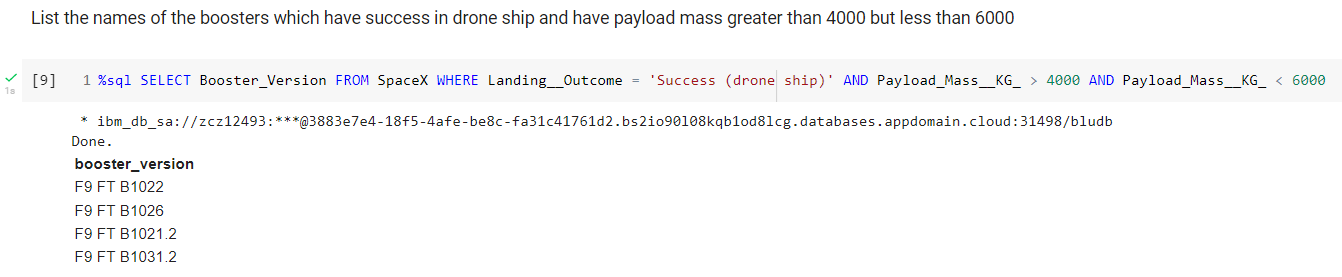 List the names of the boosters which have success in drone ship and have payload mass greater than 4000 but less than 6000
[9] 1 %sql SELECT Booster_Version FROM SpaceX WHERE Landing__Outcome = 'Success (drone ship)' AND Payload_Mass__KG_ > 4000 AND Payload_Mass__KG_ < 6000
1s
* ibm_db_sa://zcz12493:***@3883e7e4-18f5-4afe-be8c-fa31c41761d2.bs2io90l08kqb1od8lcg.databases.appdomain.cloud:31498/bludb
Done.
booster_version
F9 FT B1022
F9 FT B1026
F9 FT B1021.2
F9 FT B1031.2